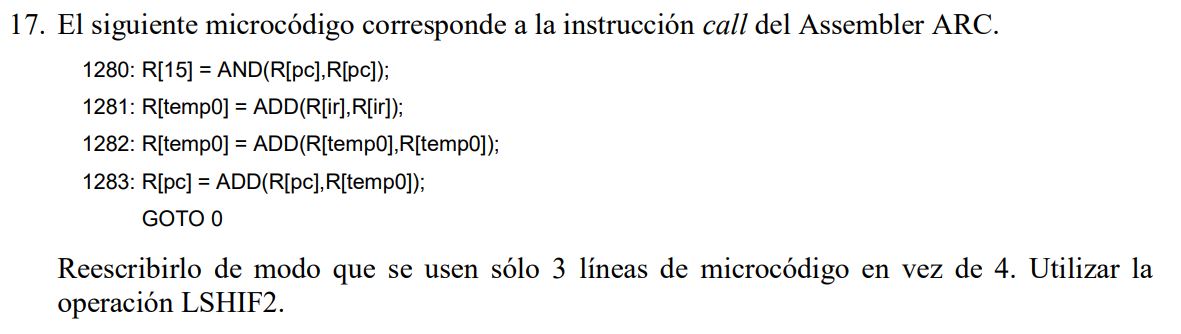 17. El siguiente microcódigo corresponde a la instrucción call del Assembler ARC.
1280: R[15] = AND(R[pc],R[pc]);
1281: R[temp0] = ADD(R[ir],R[ir]);
1282: R[temp0] = ADD(R[temp0],R[temp0]);
1283: R[pc] = ADD(R[pc],R[temp0]);
GOTO 0
Reescribirlo de modo que se usen sólo 3 líneas de microcódigo en vez de 4. Utilizar la
operación LSHIF2.